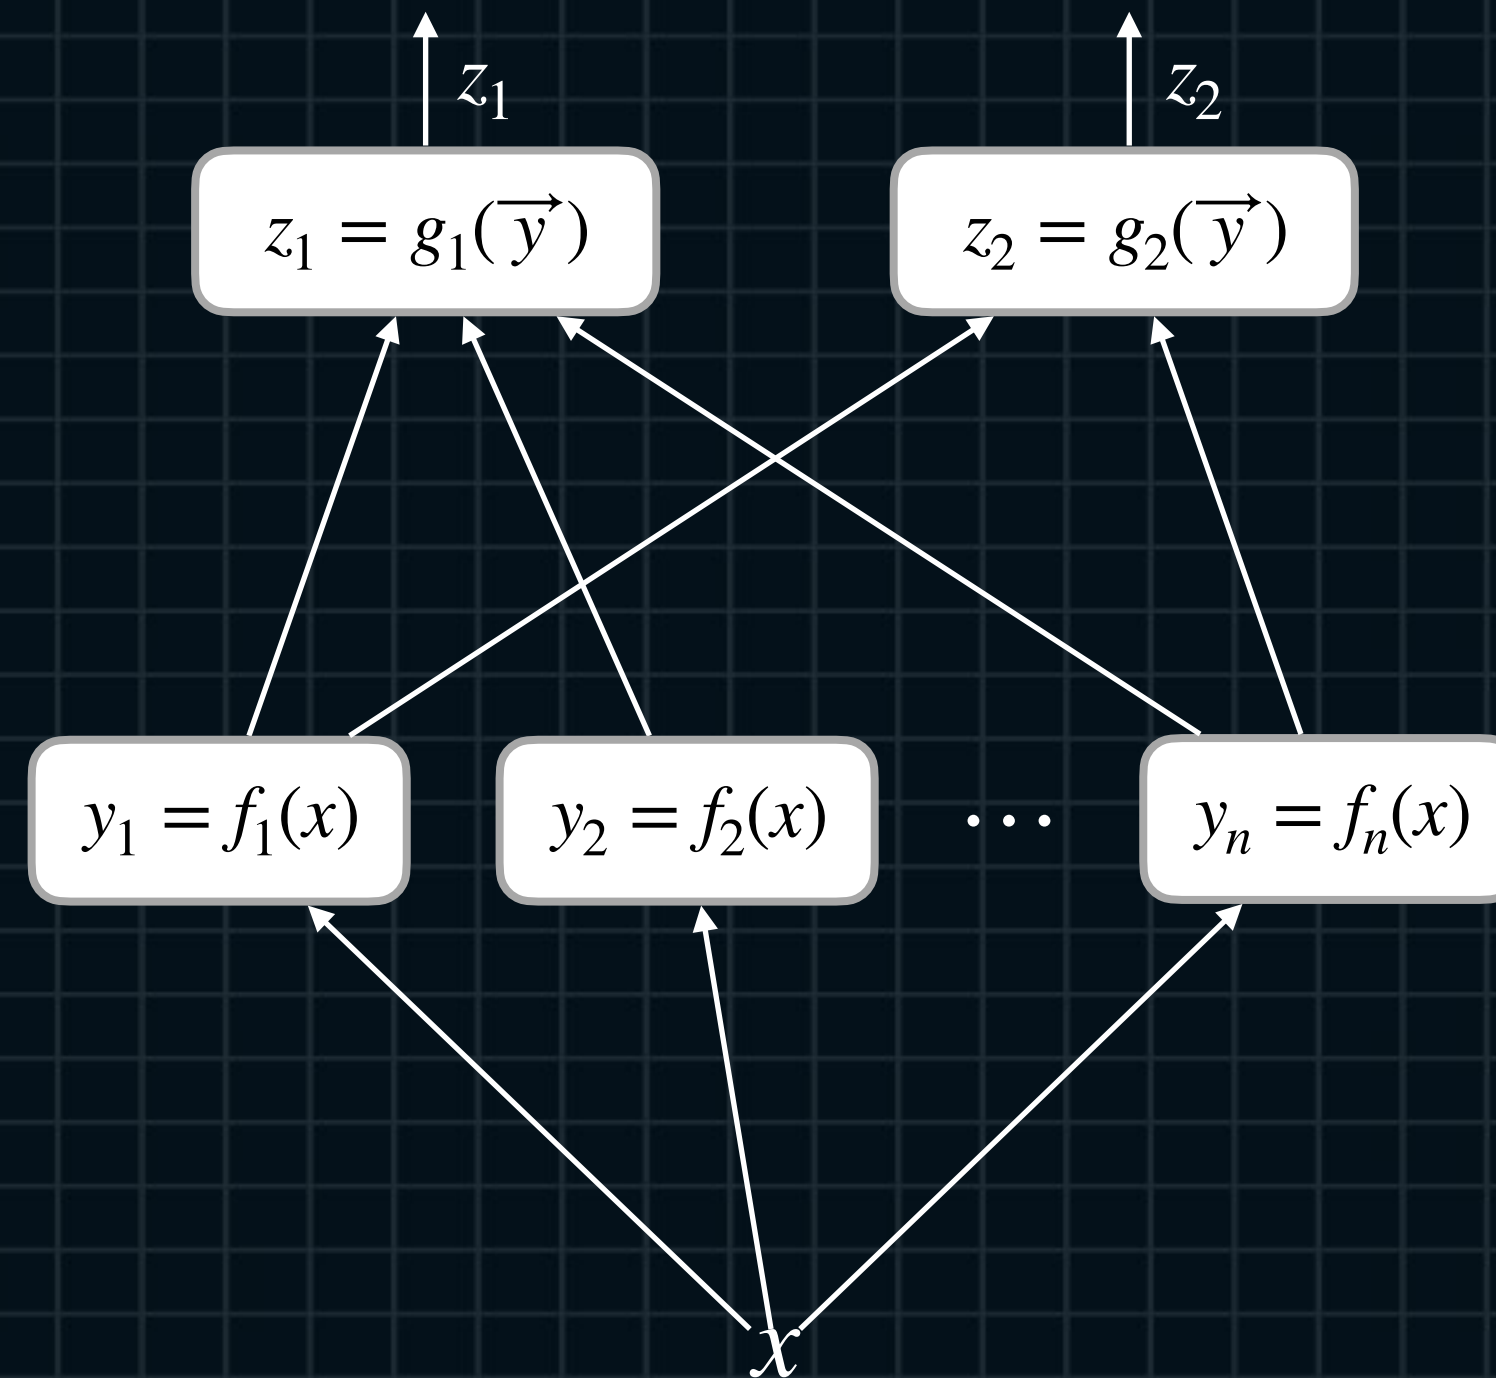 z₁ z₂
z₁ = g₁(y⃗) z₂ = g₂(y⃗)
y₁ = f₁(x) y₂ = f₂(x) ··· yₙ = fₙ(x)
x